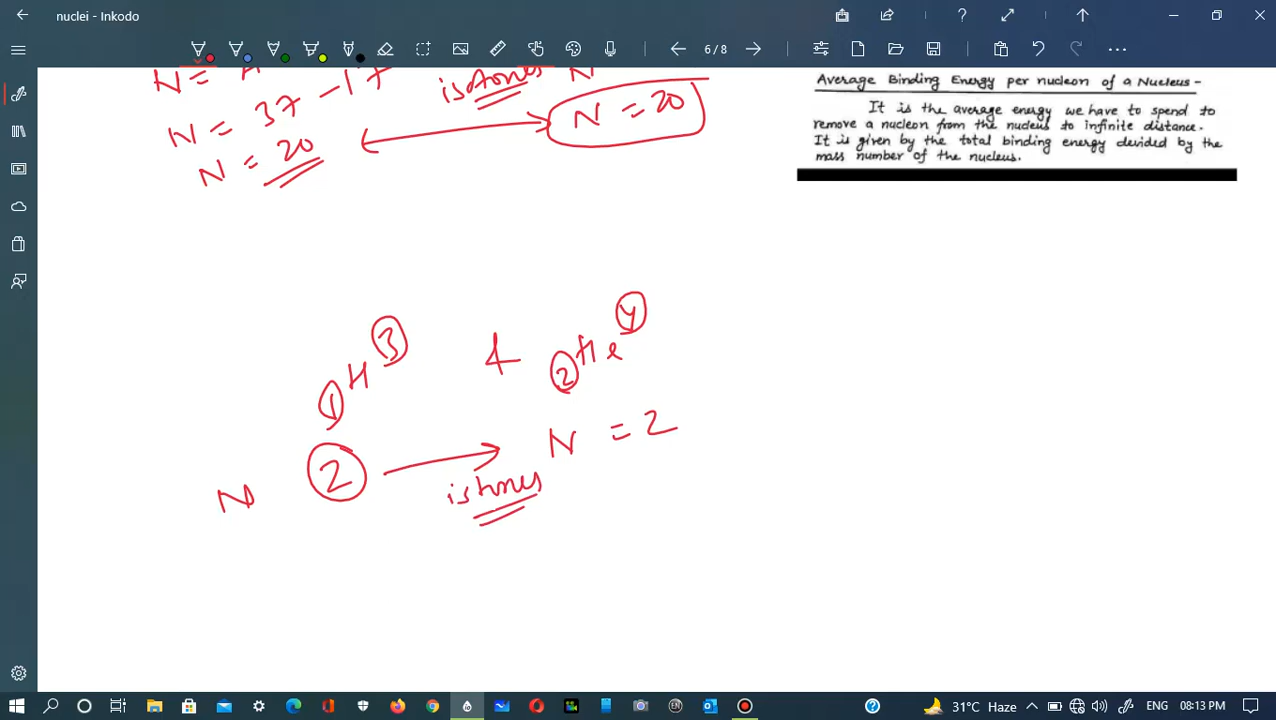 nuclei - Inkodo
6 / 8
N = A
N = 37 - 17
N = 20
isotones N
N = 20
Average Binding Energy per nucleon of a Nucleus -
It is the average energy we have to spend to
remove a nucleon from the nucleus to infinite distance.
It is given by the total binding energy devided by the
mass number of the nucleus.
1 H 3 & 2 He 4
N 2 N = 2
istones
31°C Haze ENG 08:13 PM